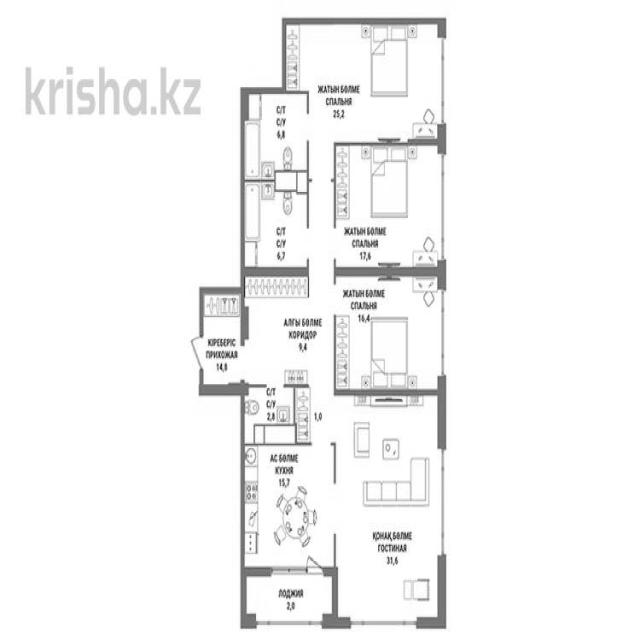 krisha.kz
ЖАТЫН БӨЛМЕ
СПАЛЬНЯ
25,2
С/Т
С/У
6,8
ЖАТЫН БӨЛМЕ
СПАЛЬНЯ
17,6
С/Т
С/У
6,7
ЖАТЫН БӨЛМЕ
СПАЛЬНЯ
16,4
АЛҒЫ БӨЛМЕ
КОРИДОР
9,4
КІРЕБЕРІС
ПРИХОЖАЯ
14,8
С/Т
С/У
2,8
1,0
АС БӨЛМЕ
КУХНЯ
15,7
ҚОНАҚ БӨЛМЕ
ГОСТИНАЯ
31,6
ЛОДЖИЯ
2,0